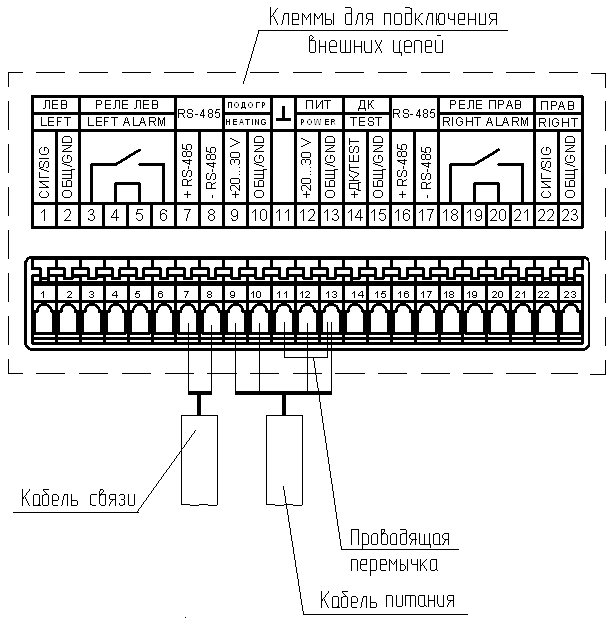 Клеммы для подключения
внешних цепей
ЛЕВ РЕЛЕ ЛЕВ RS-485 ПОДОГР ⊥ ПИТ ДК RS-485 РЕЛЕ ПРАВ ПРАВ
LEFT LEFT ALARM HEATING POWER TEST RIGHT ALARM RIGHT
СИГ/SIG ОБЩ/GND + RS-485 - RS-485 +20...30 V ОБЩ/GND +20...30 V ОБЩ/GND +ДК/TEST ОБЩ/GND + RS-485 - RS-485 СИГ/SIG ОБЩ/GND
1 2 3 4 5 6 7 8 9 10 11 12 13 14 15 16 17 18 19 20 21 22 23
1 2 3 4 5 6 7 8 9 10 11 12 13 14 15 16 17 18 19 20 21 22 23
Кабель связи
Проводящая
перемычка
Кабель питания